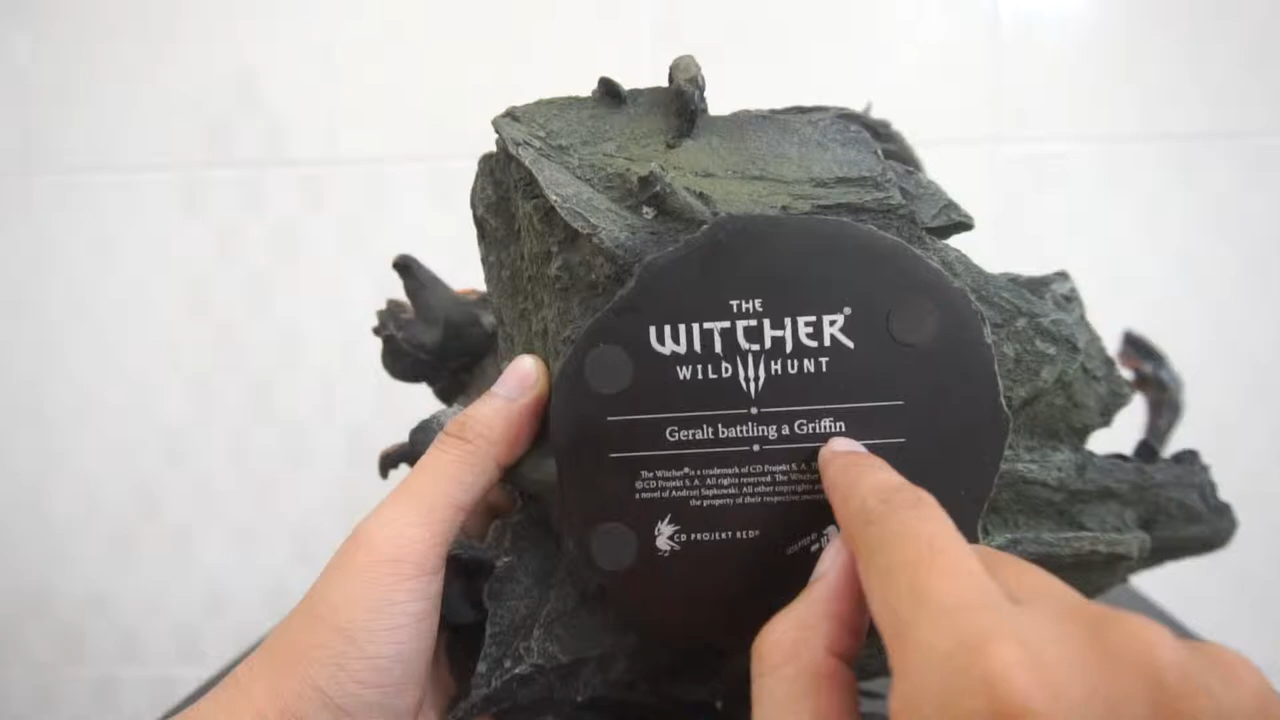 THE
WITCHER®
WILD HUNT
Geralt battling a Griffin
The Witcher® is a trademark of CD Projekt S. A.
© CD Projekt S. A. All rights reserved. The Witcher
a novel of Andrzej Sapkowski. All other copyrights
the property of their respective
CD PROJEKT RED®